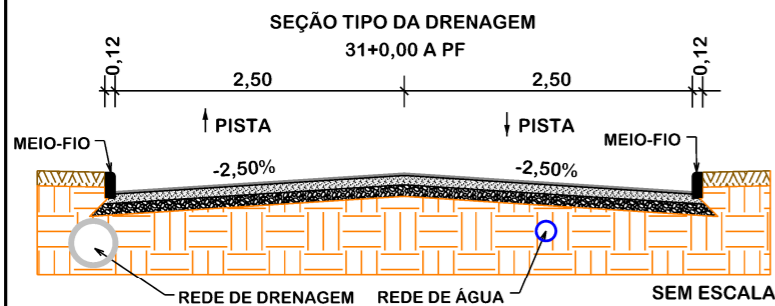 SEÇÃO TIPO DA DRENAGEM
31+0,00 A PF
0,12
2,50
2,50
0,12
PISTA
PISTA
MEIO-FIO
MEIO-FIO
-2,50%
-2,50%
REDE DE DRENAGEM
REDE DE ÁGUA
SEM ESCALA